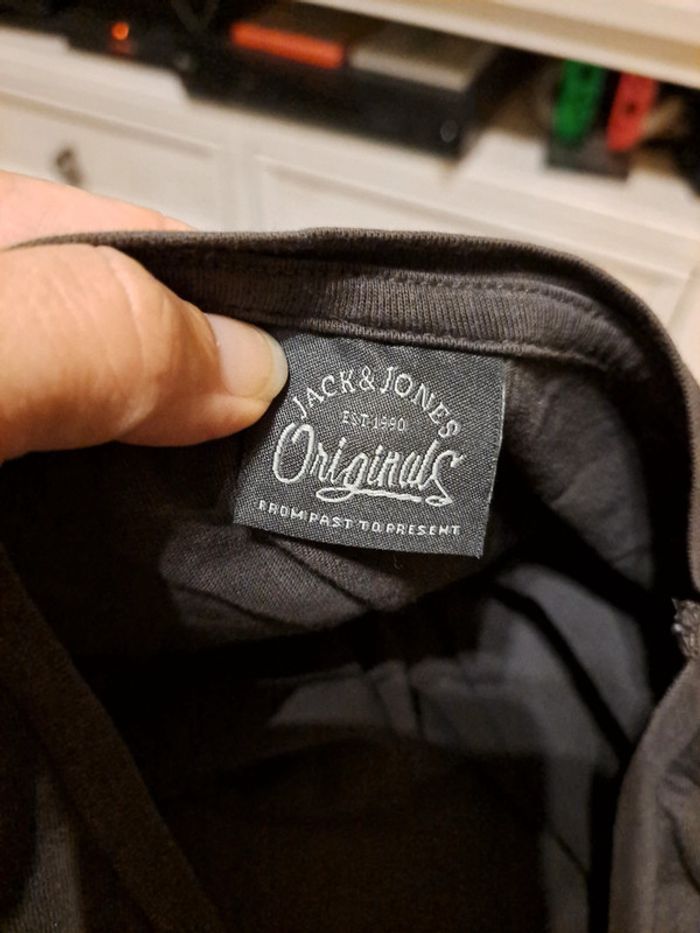 JACK & JONES
EST·1990
Originals
FROM PAST TO PRESENT